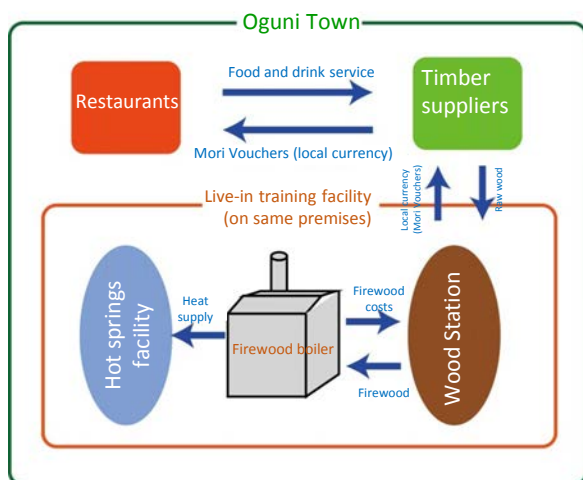 Oguni Town
Restaurants
Food and drink service
Timber
suppliers
Mori Vouchers (local currency)
Local currency
(Mori Vouchers)
Raw wood
Live-in training facility
(on same premises)
Hot springs
facility
Heat
supply
Firewood boiler
Firewood
costs
Firewood
Wood Station